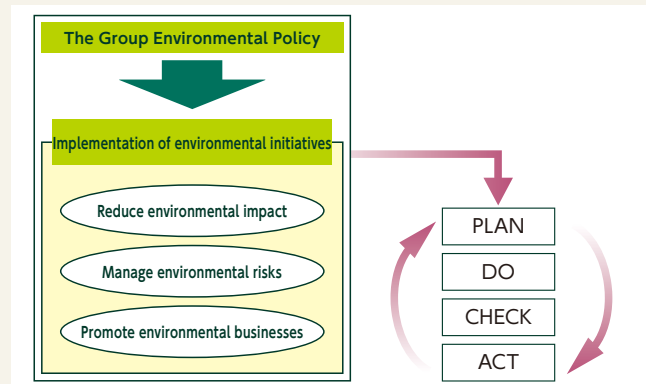 The Group Environmental Policy
Implementation of environmental initiatives
Reduce environmental impact
Manage environmental risks
Promote environmental businesses
PLAN
DO
CHECK
ACT